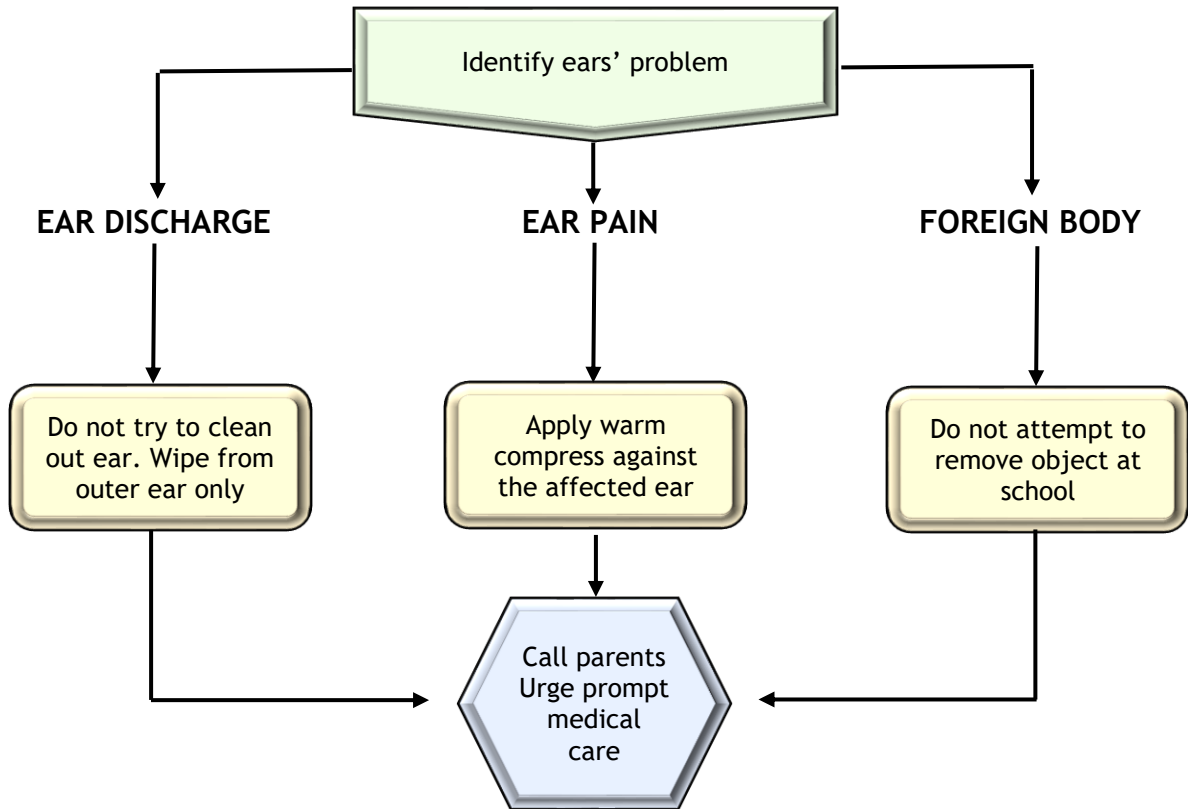 Identify ears’ problem
EAR DISCHARGE
EAR PAIN
FOREIGN BODY
Do not try to clean
out ear. Wipe from
outer ear only
Apply warm
compress against
the affected ear
Do not attempt to
remove object at
school
Call parents
Urge prompt
medical
care